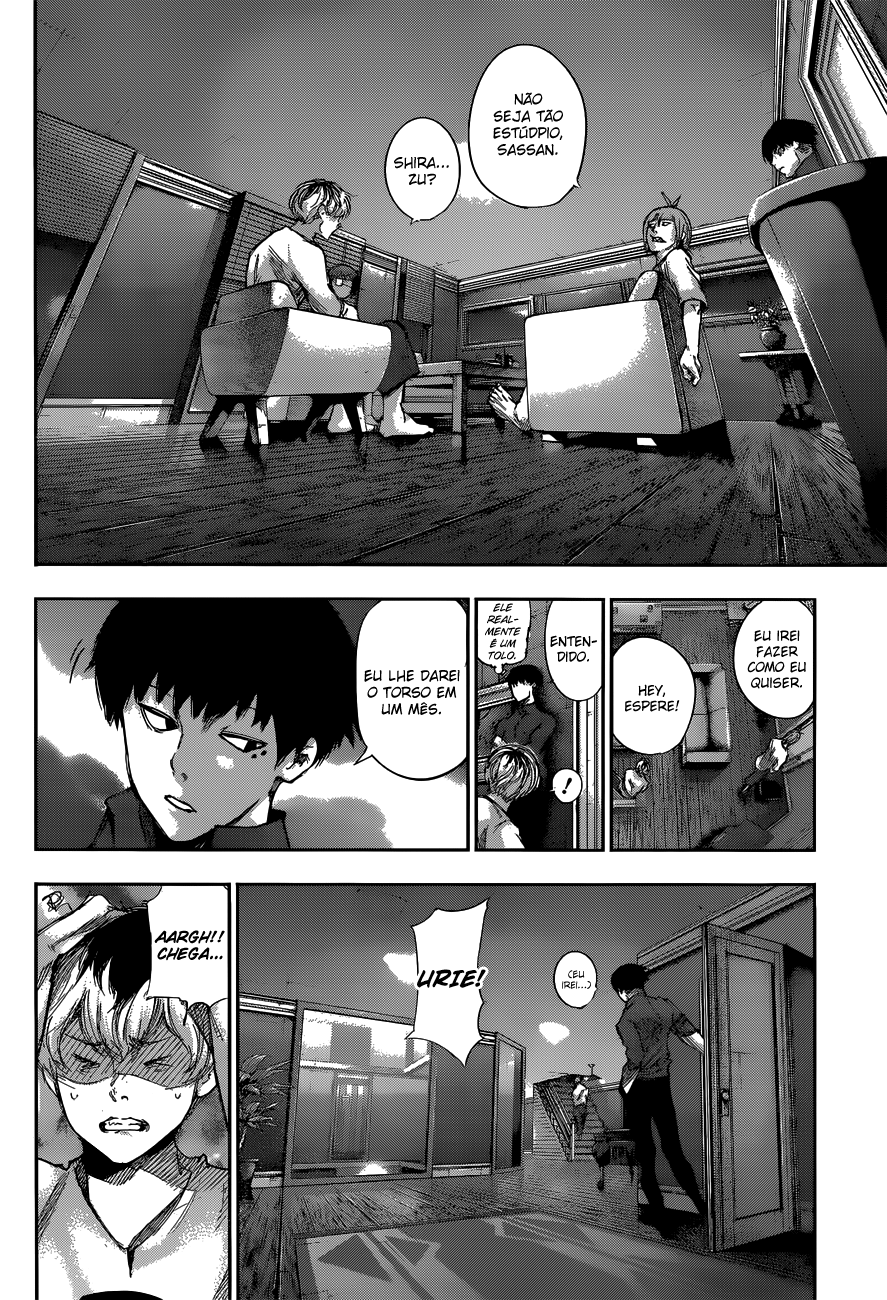 NÃO
SEJA TÃO
ESTÚDPIO,
SASSAN.
SHIRA...
ZU?
EU IREI
FAZER
COMO EU
QUISER.
HEY,
ESPERE!
ENTEN-
DIDO.
ELE
REAL-
MENTE
É UM
TOLO.
!
EU LHE DAREI
O TORSO EM
UM MÊS.
(EU
IREI...)
URIE!
AARGH!!
CHEGA...